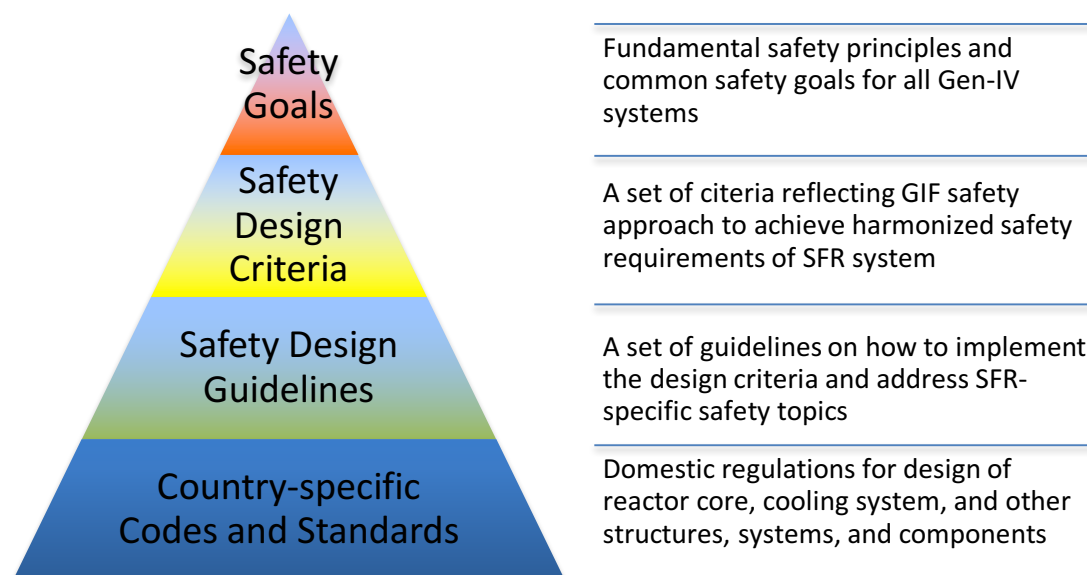 Safety
Goals
Fundamental safety principles and
common safety goals for all Gen-IV
systems
Safety
Design
Criteria
A set of citeria reflecting GIF safety
approach to achieve harmonized safety
requirements of SFR system
Safety Design
Guidelines
A set of guidelines on how to implement
the design criteria and address SFR-
specific safety topics
Country-specific
Codes and Standards
Domestic regulations for design of
reactor core, cooling system, and other
structures, systems, and components